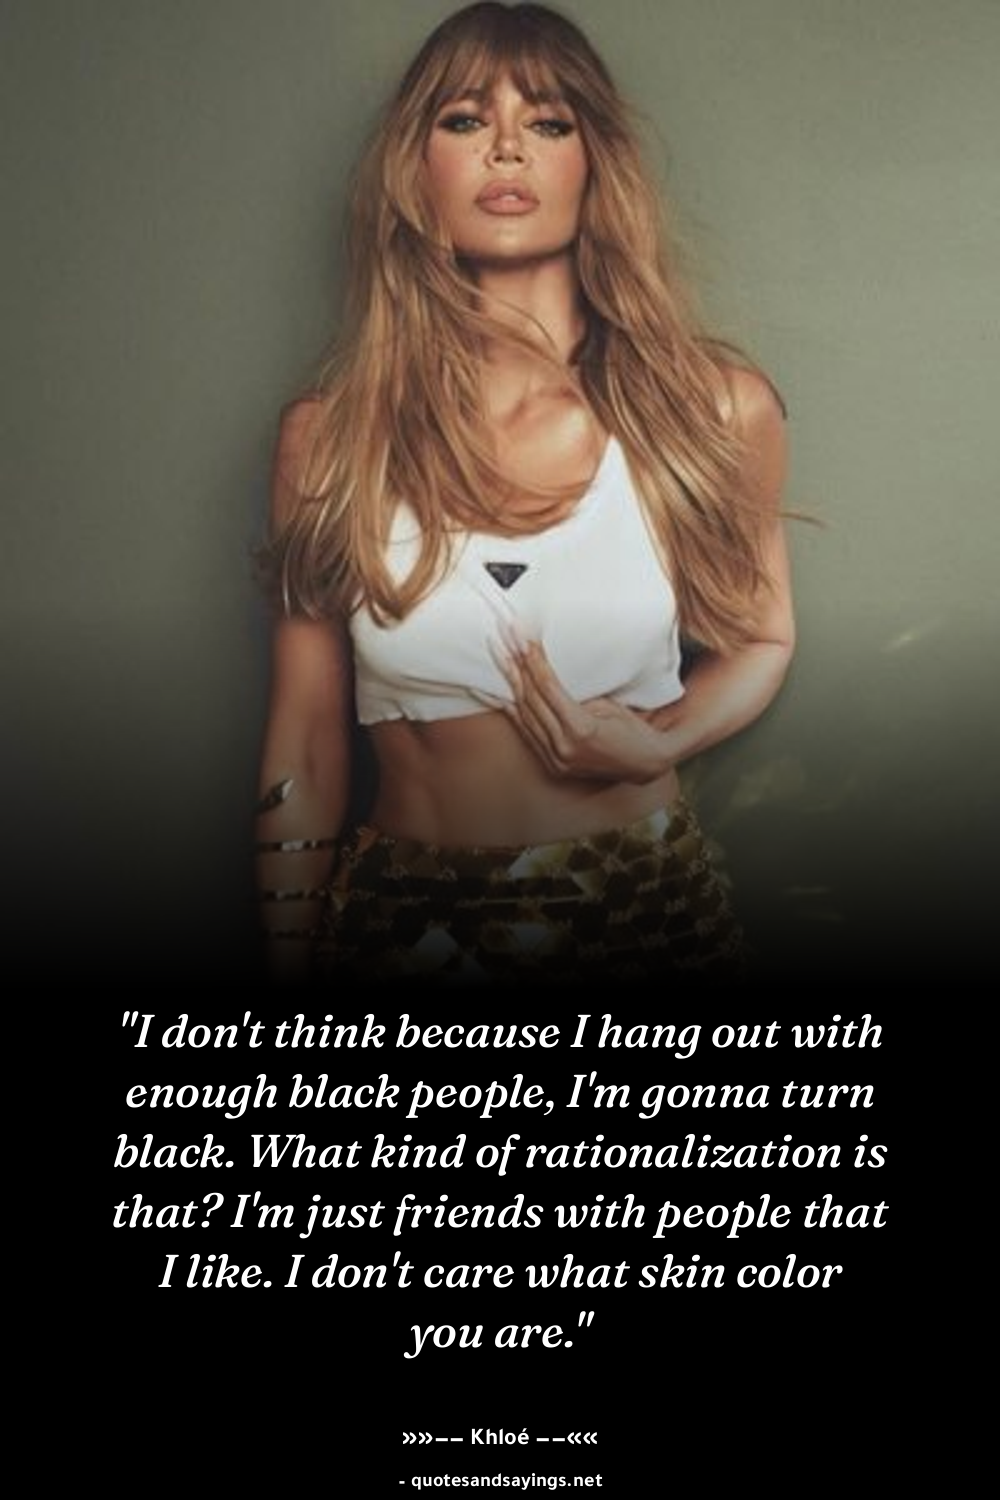 "I don't think because I hang out with
enough black people, I'm gonna turn
black. What kind of rationalization is
that? I'm just friends with people that
I like. I don't care what skin color
you are."
»»–– Khloé ––««
- quotesandsayings.net